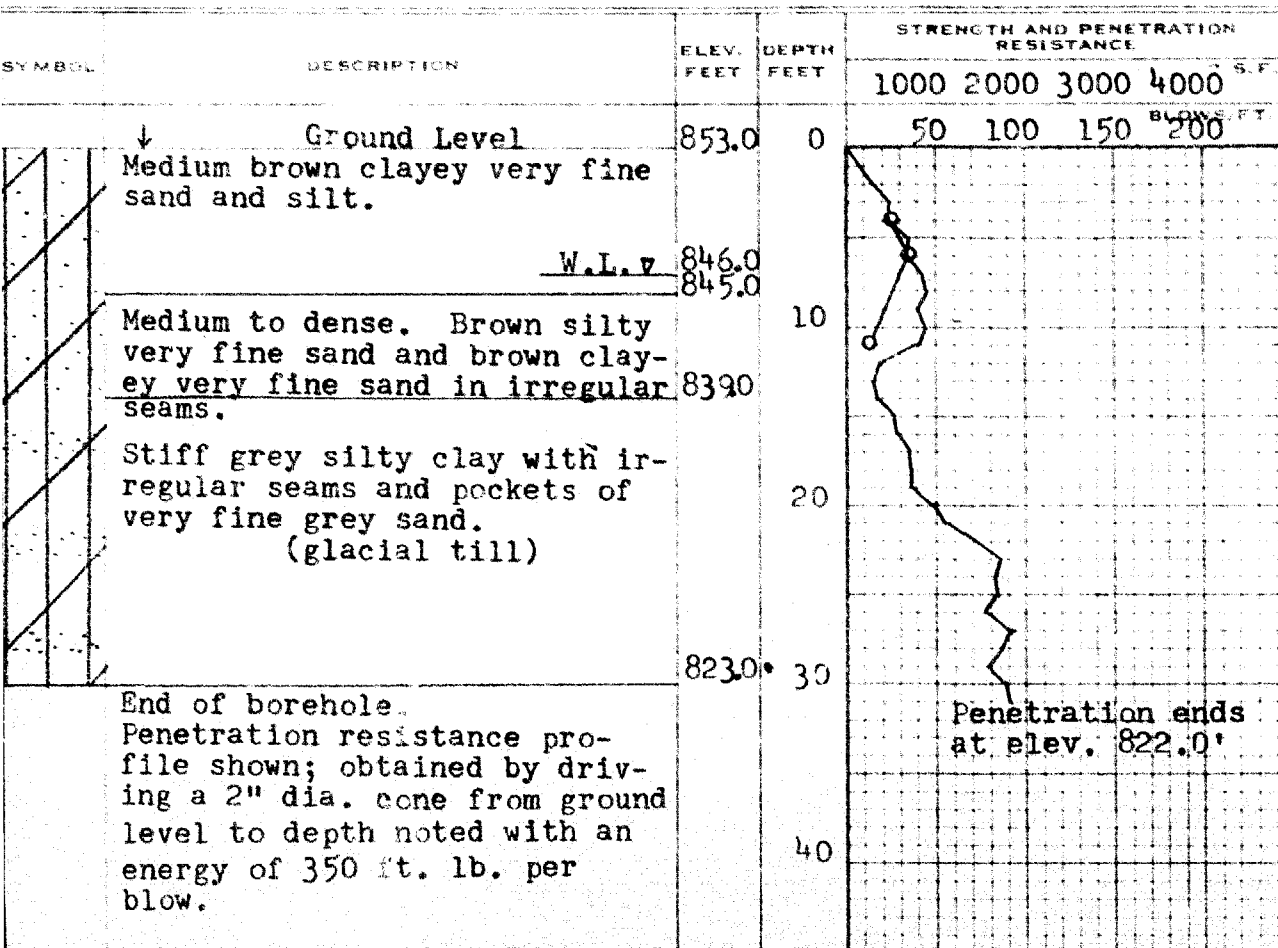 STRENGTH AND PENETRATION
RESISTANCE
SYMBOL DESCRIPTION ELEV. FEET DEPTH FEET
1000 2000 3000 4000 S.F.
BLOWS/FT.
50 100 150 200
↓ Ground Level 853.0 0
Medium brown clayey very fine
sand and silt.
W.L. 846.0
845.0
Medium to dense. Brown silty
very fine sand and brown clay-
ey very fine sand in irregular 839.0
seams.
10
Stiff grey silty clay with ir-
regular seams and pockets of
very fine grey sand.
(glacial till)
20
823.0 30
End of borehole.
Penetration resistance pro-
file shown; obtained by driv-
ing a 2" dia. cone from ground
level to depth noted with an
energy of 350 ft. lb. per
blow.
40
Penetration ends
at elev. 822.0'